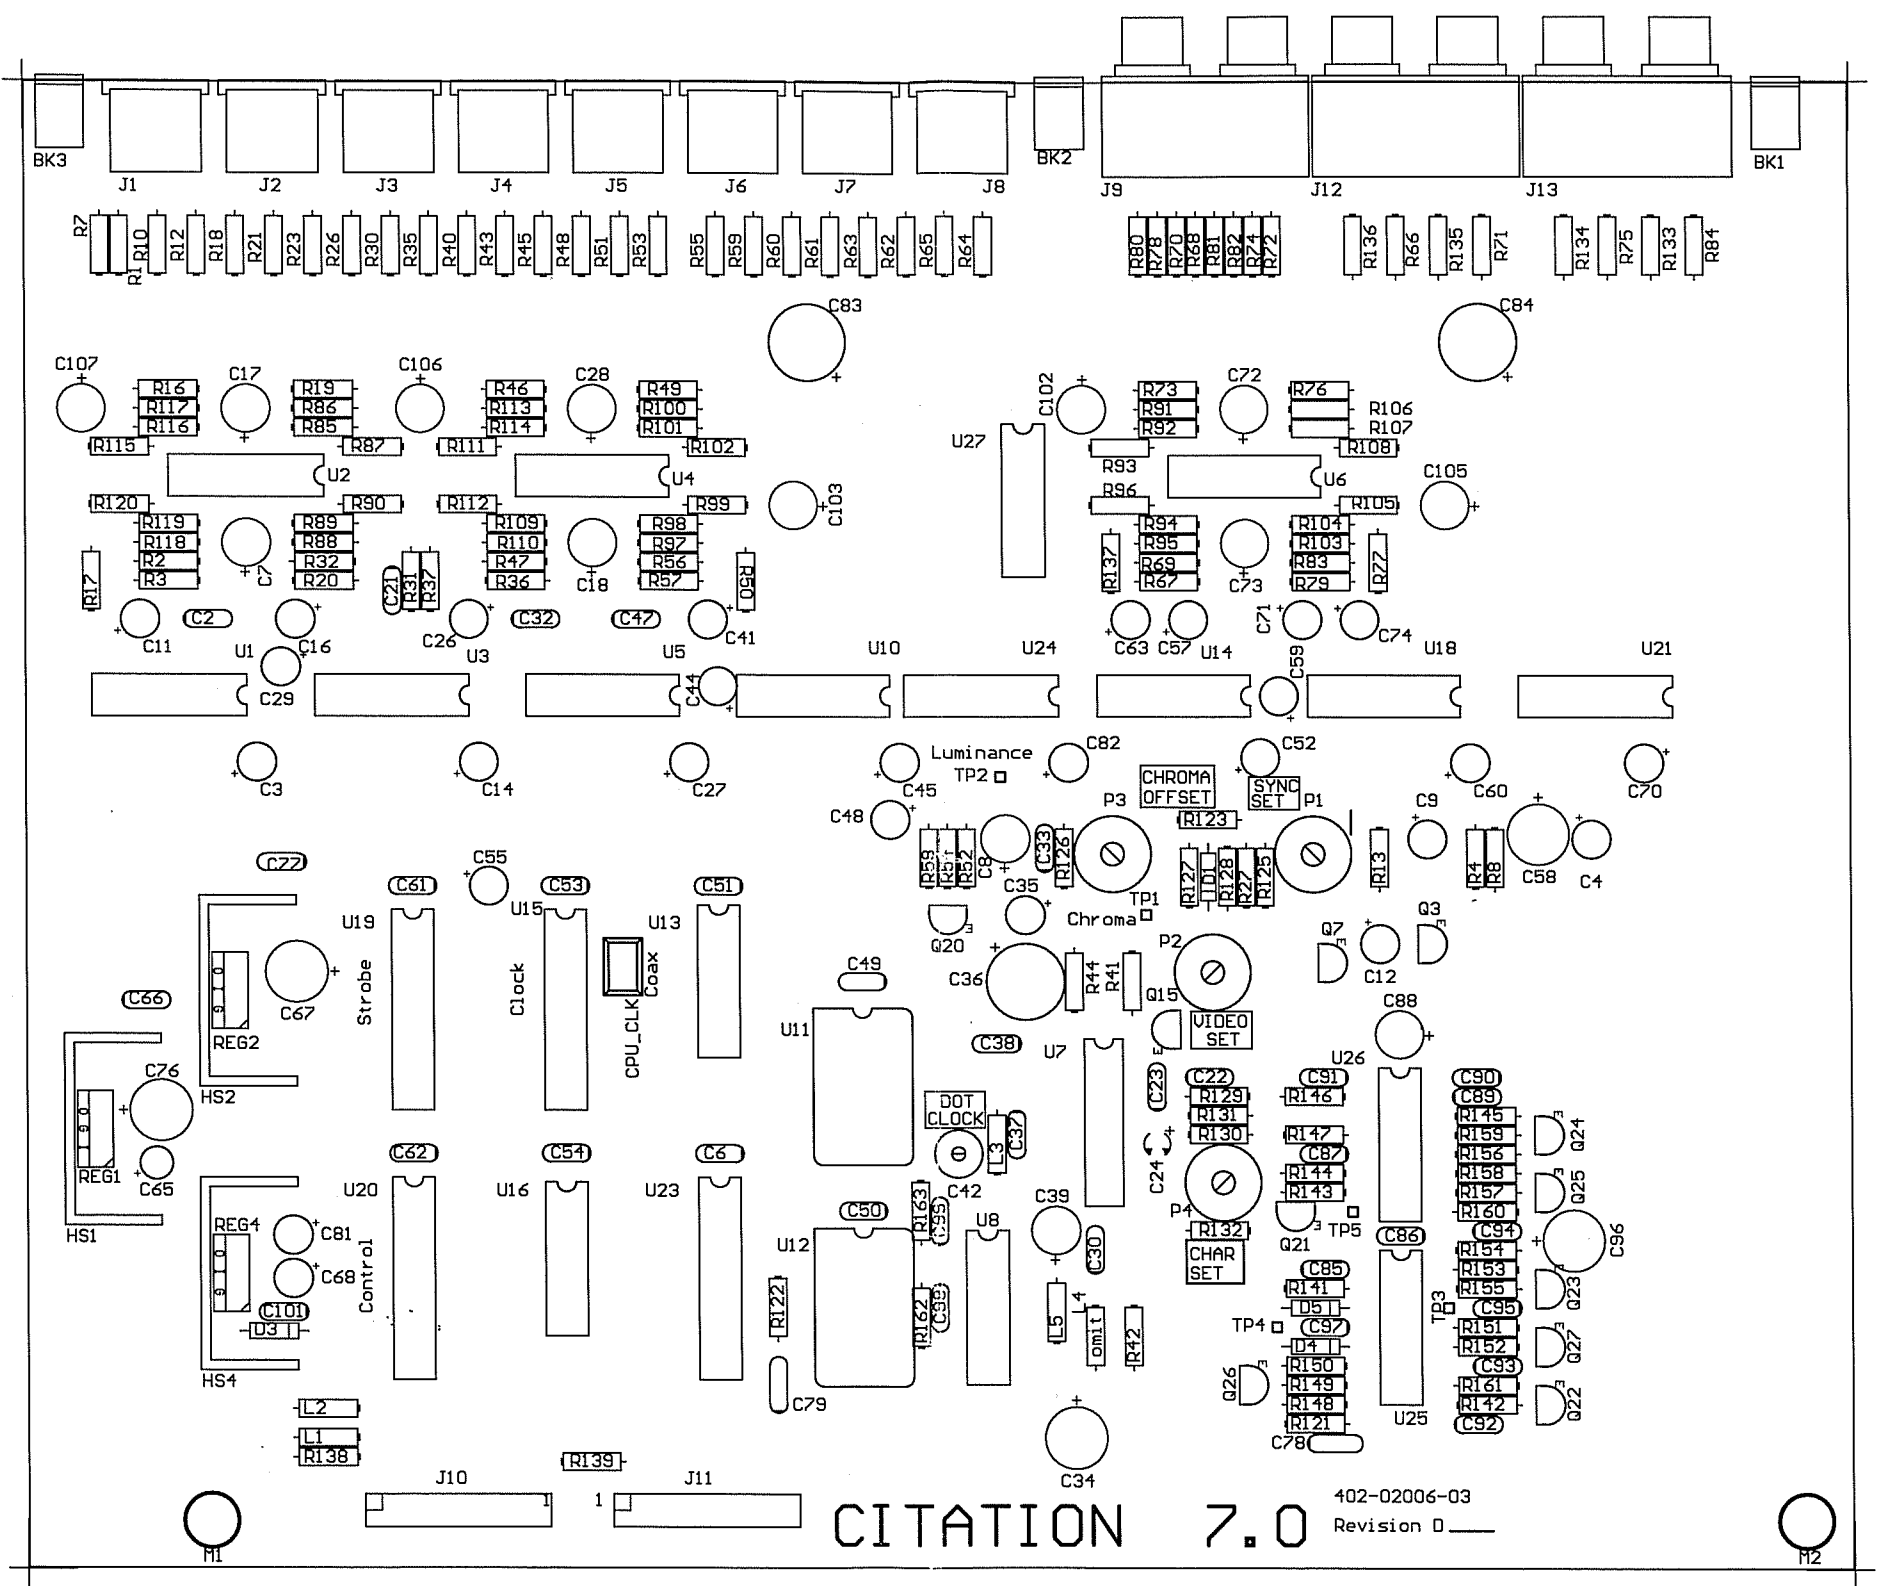 BK3
J1
J2
J3
J4
J5
J6
J7
J8
BK2
J9
J12
J13
BK1
R7
R1
R10
R12
R18
R21
R23
R26
R30
R35
R40
R43
R45
R48
R51
R53
R55
R59
R60
R61
R63
R62
R65
R64
R80
R78
R70
R68
R81
R82
R74
R72
R136
R66
R135
R71
R134
R75
R133
R84
C83
C84
C107
R16
R117
R116
R115
C17
R19
R86
R85
R87
C106
R46
R113
R114
R111
C28
R49
R100
R101
R102
C102
R73
R91
R92
R93
C72
R76
R106
R107
R108
U2
U4
U27
U6
C105
R120
R119
R118
R2
R3
R17
C7
R90
R89
R88
R32
R20
C21
R31
R37
R112
R109
R110
R47
R36
C18
R99
R98
R97
R56
R57
R50
C103
R96
R94
R95
R69
R67
R137
C73
R105
R104
R103
R83
R79
R77
C11
C2
C16
C26
C32
C47
C41
C63
C57
C71
C74
U1
C29
U3
U5
C44
U10
U24
U14
C59
U18
U21
C3
C14
C27
C45
Luminance
TP2
C82
C52
C60
C70
CHROMA
OFFSET
SYNC
SET
P3
P1
R123
C48
C9
C58
C4
R52
C8
C33
R126
R127
D1
R128
R27
R125
R13
R4
R8
C77
C61
C55
C53
C51
C35
TP1
Chroma
Q20
Q7
Q3
C12
U19
U15
U13
Strobe
Clock
CPU_CLK
Coax
C67
REG2
HS2
C66
C49
C36
R44
R41
P2
Q15
VIDEO
SET
C88
U11
C38
U7
C23
C22
R129
R131
R130
C24
P4
R132
CHAR
SET
C91
R146
R147
C87
R144
R143
Q21
TP5
U26
C90
C89
R145
R159
R156
R158
R157
R160
C94
R154
R153
R155
C95
R151
R152
C93
R161
R142
C92
Q24
Q25
C96
Q23
Q27
Q22
C76
REG1
C65
HS1
DOT
CLOCK
C42
L3
C37
C62
C54
C6
U20
U16
U23
Control
REG4
C81
C68
C101
D3
HS4
C50
U12
R163
R162
U8
C39
C30
L5
L4
omit
R42
R122
C79
C86
C85
R141
D5
C97
TP4
D4
R150
R149
R148
R121
C78
Q26
TP3
U25
L2
L1
R138
R139
C34
J10
J11
1
1
CITATION 7.0
402-02006-03
Revision D
M1
M2